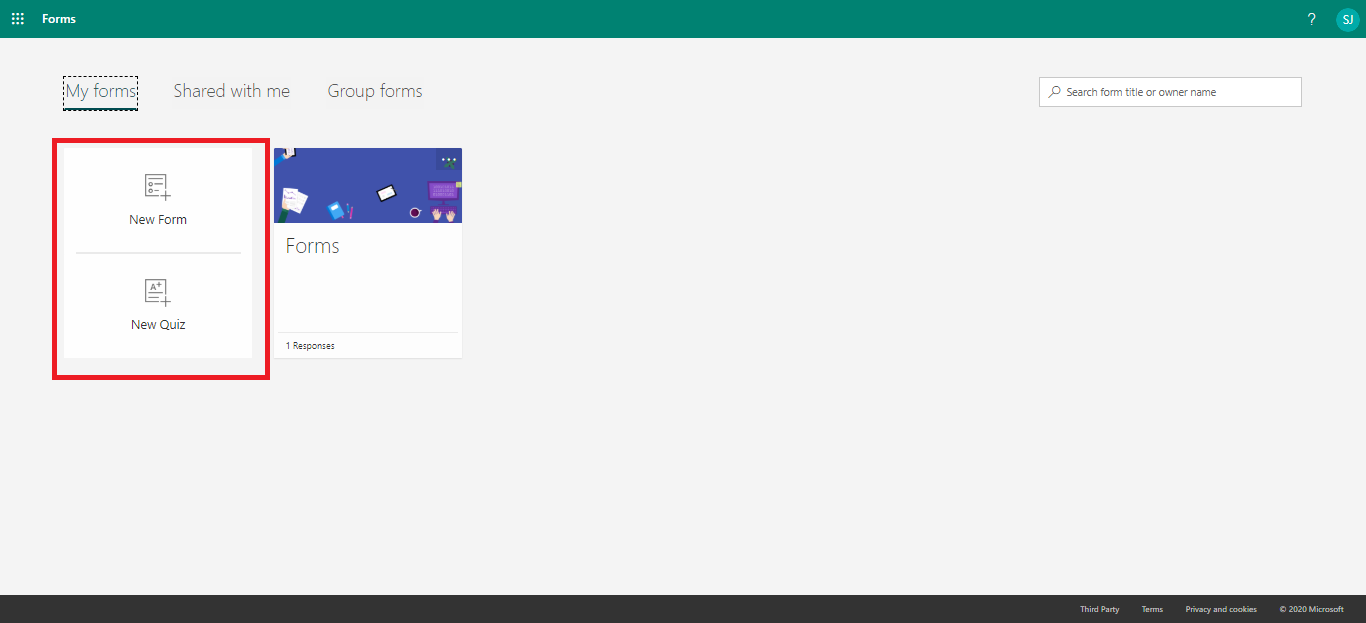 Forms
?
SJ
My forms
Shared with me
Group forms
Search form title or owner name
New Form
A+
New Quiz
Forms
1 Responses
Third Party
Terms
Privacy and cookies
© 2020 Microsoft